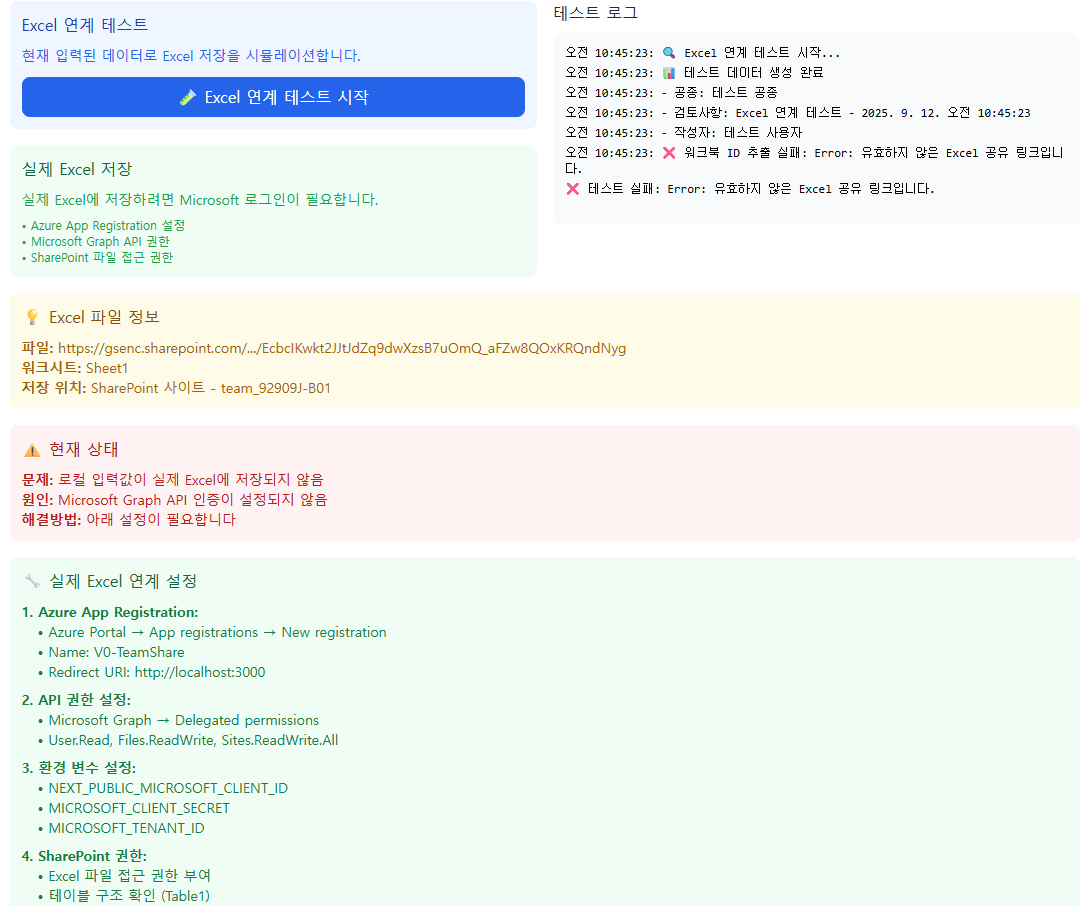 Excel 연계 테스트
현재 입력된 데이터로 Excel 저장을 시뮬레이션합니다.
Excel 연계 테스트 시작
실제 Excel 저장
실제 Excel에 저장하려면 Microsoft 로그인이 필요합니다.
• Azure App Registration 설정
• Microsoft Graph API 권한
• SharePoint 파일 접근 권한
테스트 로그
오전 10:45:23: 🔍 Excel 연계 테스트 시작...
오전 10:45:23: 📊 테스트 데이터 생성 완료
오전 10:45:23: - 공종: 테스트 공종
오전 10:45:23: - 검토사항: Excel 연계 테스트 - 2025. 9. 12. 오전 10:45:23
오전 10:45:23: - 작성자: 테스트 사용자
오전 10:45:23: ❌ 워크북 ID 추출 실패: Error: 유효하지 않은 Excel 공유 링크입니
다.
❌ 테스트 실패: Error: 유효하지 않은 Excel 공유 링크입니다.
💡 Excel 파일 정보
파일: https://gsenc.sharepoint.com/.../EcbcIKwkt2JJtJdZq9dwXzsB7uOmQ_aFZw8QOxKRQndNyg
워크시트: Sheet1
저장 위치: SharePoint 사이트 - team_92909J-B01
⚠️ 현재 상태
문제: 로컬 입력값이 실제 Excel에 저장되지 않음
원인: Microsoft Graph API 인증이 설정되지 않음
해결방법: 아래 설정이 필요합니다
🔧 실제 Excel 연계 설정
1. Azure App Registration:
• Azure Portal → App registrations → New registration
• Name: V0-TeamShare
• Redirect URI: http://localhost:3000
2. API 권한 설정:
• Microsoft Graph → Delegated permissions
• User.Read, Files.ReadWrite, Sites.ReadWrite.All
3. 환경 변수 설정:
• NEXT_PUBLIC_MICROSOFT_CLIENT_ID
• MICROSOFT_CLIENT_SECRET
• MICROSOFT_TENANT_ID
4. SharePoint 권한:
• Excel 파일 접근 권한 부여
• 테이블 구조 확인 (Table1)